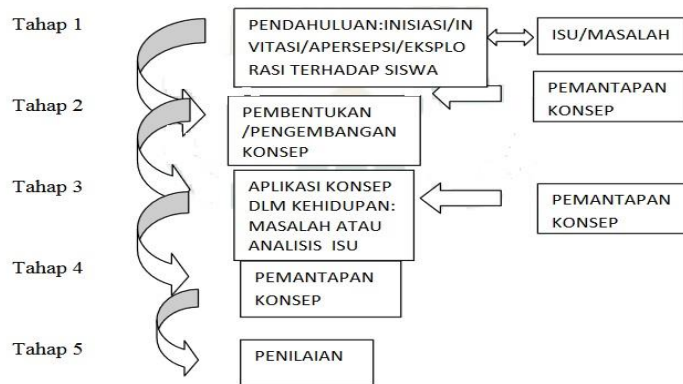 Tahap 1
PENDAHULUAN:INISIASI/IN
VITASI/APERSEPSI/EKSPLO
RASI TERHADAP SISWA
ISU/MASALAH
Tahap 2
PEMBENTUKAN
/PENGEMBANGAN
KONSEP
PEMANTAPAN
KONSEP
Tahap 3
APLIKASI KONSEP
DLM KEHIDUPAN:
MASALAH ATAU
ANALISIS ISU
PEMANTAPAN
KONSEP
Tahap 4
PEMANTAPAN
KONSEP
Tahap 5
PENILAIAN